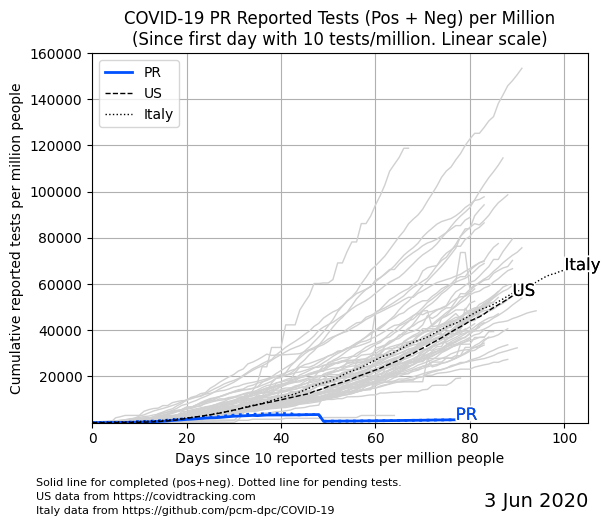 COVID-19 PR Reported Tests (Pos + Neg) per Million
(Since first day with 10 tests/million. Linear scale)
160000
140000
120000
100000
80000
60000
40000
20000
Cumulative reported tests per million people
PR
US
Italy
Italy
US
PR
0
20
40
60
80
100
Days since 10 reported tests per million people
Solid line for completed (pos+neg). Dotted line for pending tests.
US data from https://covidtracking.com
Italy data from https://github.com/pcm-dpc/COVID-19
3 Jun 2020